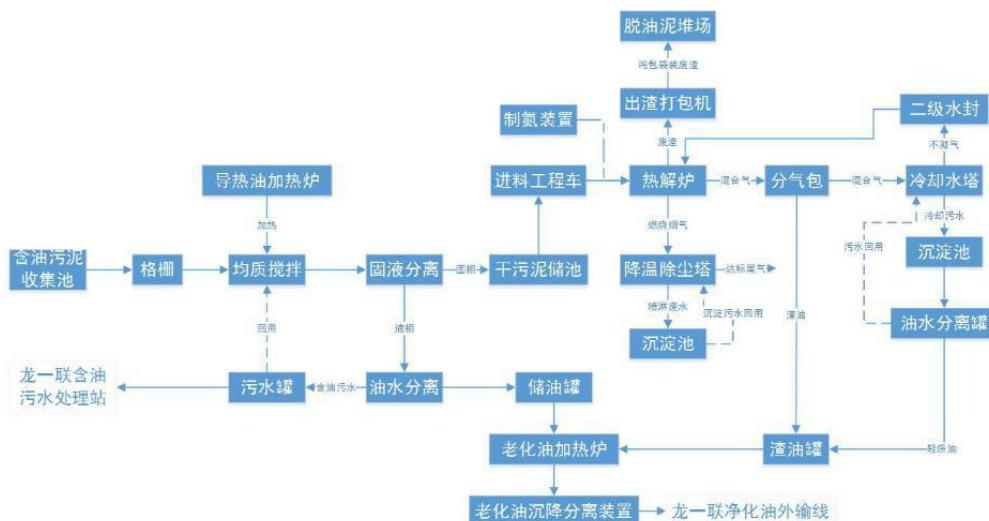 脱油泥堆场
吨包袋装废渣
制氮装置
出渣打包机
二级水封
废渣
不凝气
导热油加热炉
进料工程车
热解炉
混合气
分气包
混合气
冷却水塔
加热
燃烧烟气
冷却污水
污水回用
含油污泥
收集池
格栅
均质搅拌
固液分离
固相
干污泥储池
降温除尘塔
达标尾气
沉淀池
回用
液相
喷淋废水
沉淀污水回用
渣油
油水分离罐
沉淀池
龙一联含油
污水处理站
污水罐
含油污水
油水分离
储油罐
老化油加热炉
渣油罐
轻质油
老化油沉降分离装置
龙一联净化油外输线